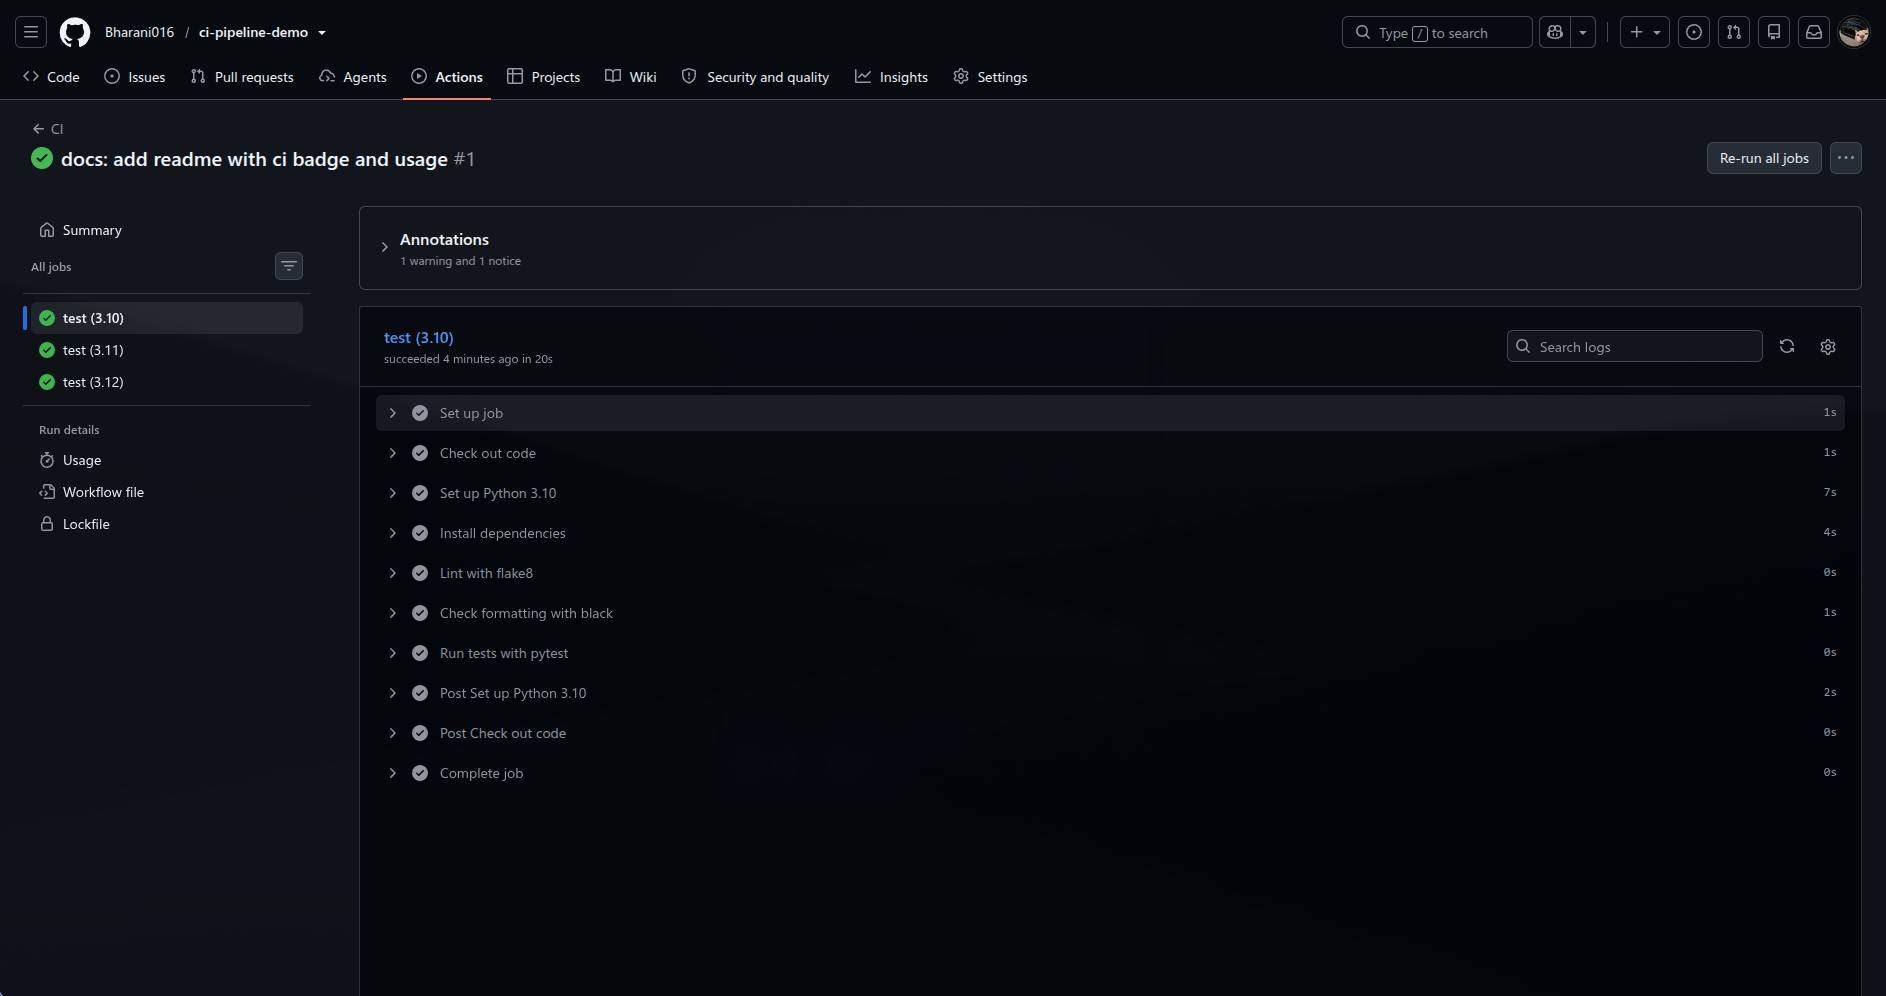 Bharani016 / ci-pipeline-demo
Type / to search
Code
Issues
Pull requests
Agents
Actions
Projects
Wiki
Security and quality
Insights
Settings
CI
docs: add readme with ci badge and usage #1
Re-run all jobs
Summary
All jobs
test (3.10)
test (3.11)
test (3.12)
Run details
Usage
Workflow file
Lockfile
Annotations
1 warning and 1 notice
test (3.10)
succeeded 4 minutes ago in 20s
Search logs
Set up job 1s
Check out code 1s
Set up Python 3.10 7s
Install dependencies 4s
Lint with flake8 0s
Check formatting with black 1s
Run tests with pytest 0s
Post Set up Python 3.10 2s
Post Check out code 0s
Complete job 0s